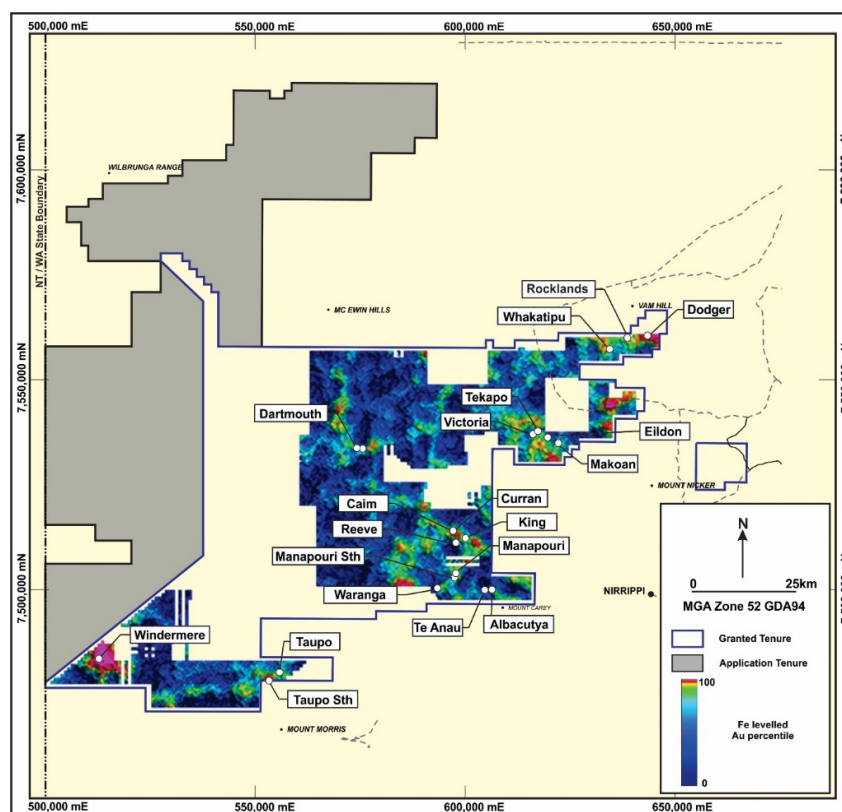 500,000 mE
550,000 mE
600,000 mE
650,000 mE
7,600,000 mN
NT / WA State Boundary
WILBRUNGA RANGE
MC EWIN HILLS
Rocklands
VAM HILL
Whakatipu
Dodger
7,550,000 mN
Tekapo
Dartmouth
Victoria
Eildon
Makoan
MOUNT NICKER
Curran
Caim
King
Reeve
Manapouri
Manapouri Sth
Waranga
7,500,000 mN
MOUNT CAREY
NIRRIPPI
Te Anau
Albacutya
Windermere
Taupo
Taupo Sth
MOUNT MORRIS
N
0
25km
MGA Zone 52 GDA94
Granted Tenure
Application Tenure
100
Fe levelled
Au percentile
0
500,000 mE
550,000 mE
600,000 mE
650,000 mE